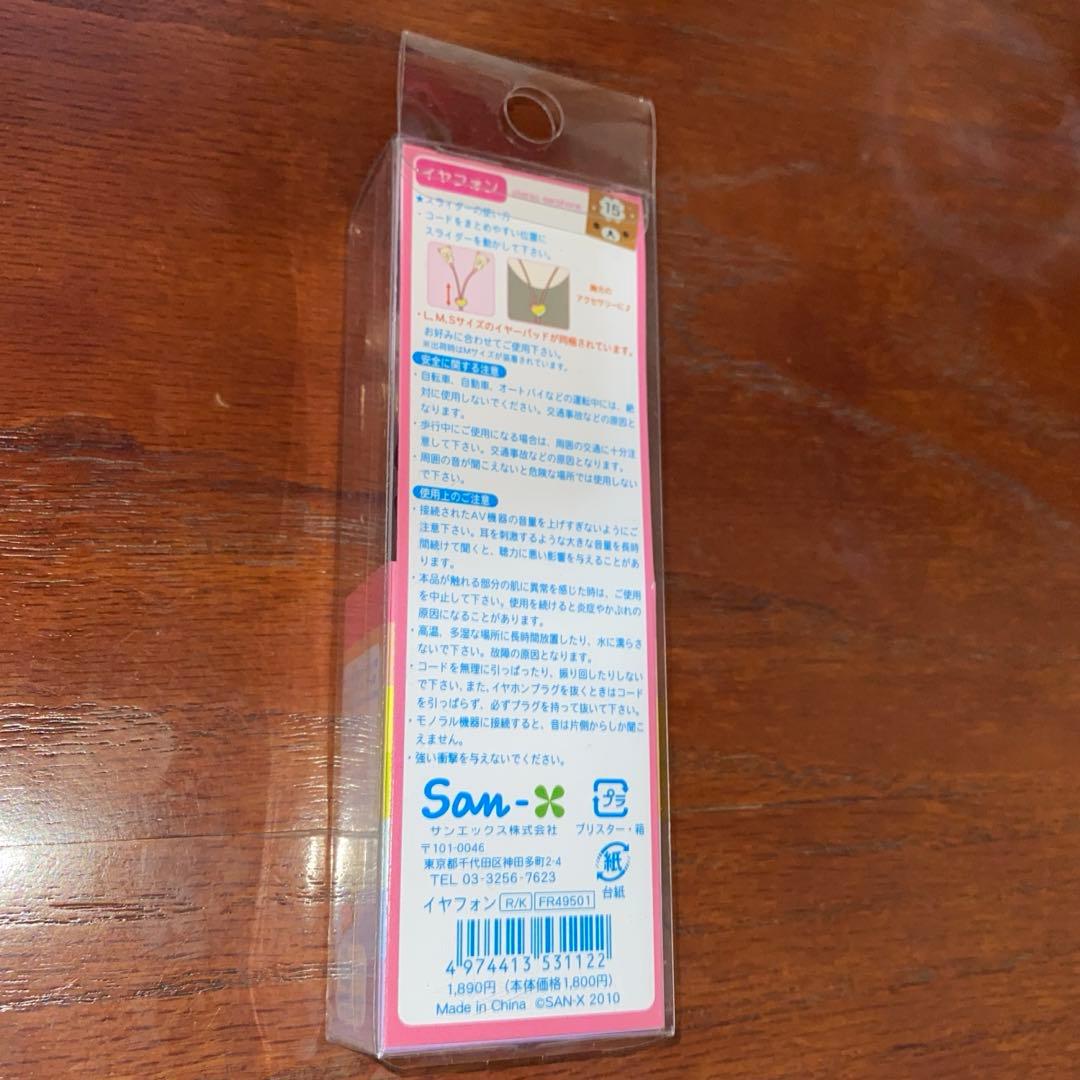 イヤフォン
stereo earphone
15
大
★スライダーの使い方
・コードをまとめやすい位置に
スライダーを動かして下さい。
胸元の
アクセサリーに♪
・L、M、Sサイズのイヤーパッドが同梱されています。
お好みに合わせてご使用下さい。
※出荷時はMサイズが装着されています。
安全に関する注意
・自転車、自動車、オートバイなどの運転中には、絶
対に使用しないでください。交通事故などの原因と
なります。
・歩行中にご使用になる場合は、周囲の交通に十分注
意して下さい。交通事故などの原因となります。
・周囲の音が聞こえないと危険な場所では使用しない
で下さい。
使用上のご注意
・接続されたAV機器の音量を上げすぎないようにご
注意下さい。耳を刺激するような大きな音量を長時
間続けて聞くと、聴力に悪い影響を与えることがあ
ります。
・本品が触れる部分の肌に異常を感じた時は、ご使用
を中止して下さい。使用を続けると炎症やかぶれの
原因になることがあります。
・高温、多湿な場所に長時間放置したり、水に濡らさ
ないで下さい。故障の原因となります。
・コードを無理に引っぱったり、振り回したりしない
で下さい。また、イヤホンプラグを抜くときはコード
を引っぱらず、必ずプラグを持って抜いて下さい。
・モノラル機器に接続すると、音は片側からしか聞こ
えません。
・強い衝撃を与えないでください。
San-X
サンエックス株式会社
〒101-0046
東京都千代田区神田多町2-4
TEL 03-3256-7623
プラ
ブリスター・箱
紙
台紙
イヤフォン R/K FR49501
4 974413 531122
1,890円（本体価格1,800円）
Made in China ©SAN-X 2010